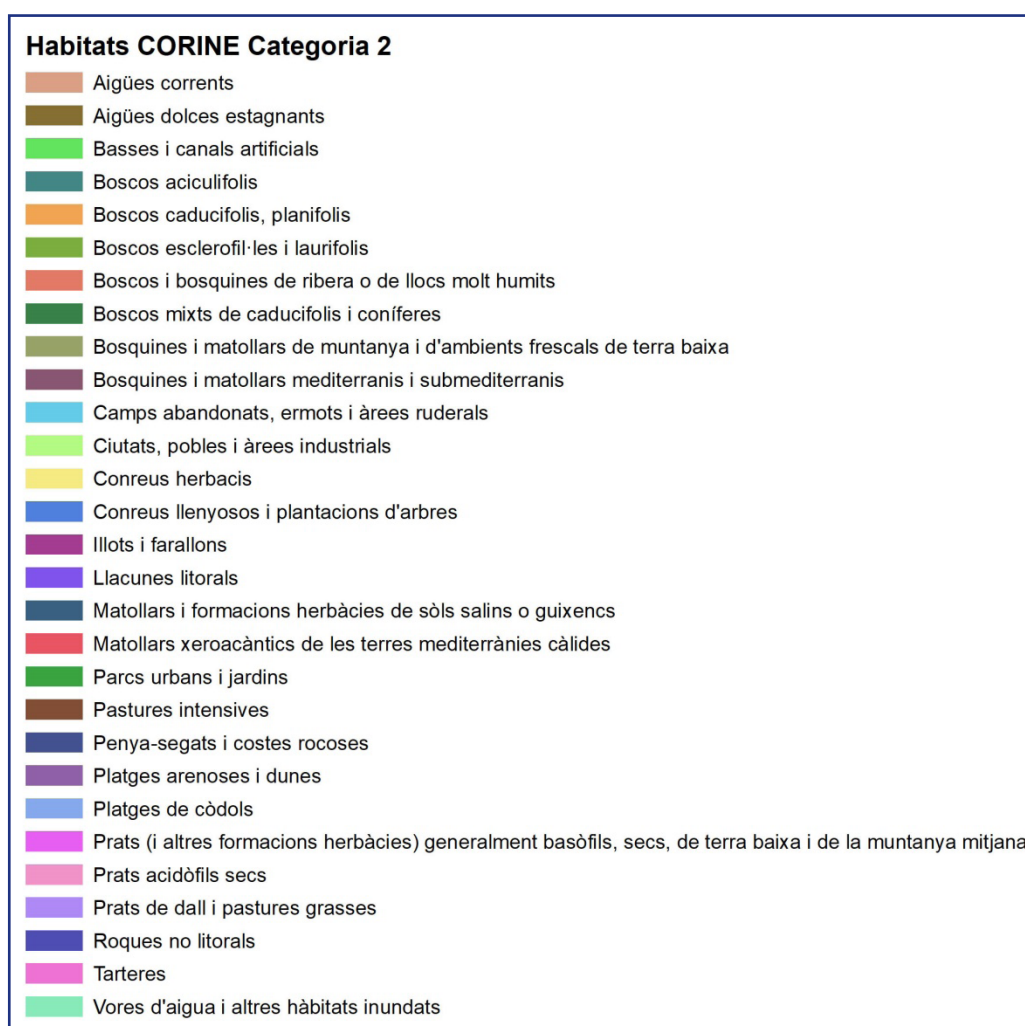 Habitats CORINE Categoria 2
Aigües corrents
Aigües dolces estagnants
Basses i canals artificials
Boscos aciculifolis
Boscos caducifolis, planifolis
Boscos esclerofil·les i laurifolis
Boscos i bosquines de ribera o de llocs molt humits
Boscos mixts de caducifolis i coníferes
Bosquines i matollars de muntanya i d'ambients frescals de terra baixa
Bosquines i matollars mediterranis i submediterranis
Camps abandonats, ermots i àrees ruderals
Ciutats, pobles i àrees industrials
Conreus herbacis
Conreus llenyosos i plantacions d'arbres
Illots i farallons
Llacunes litorals
Matollars i formacions herbàcies de sòls salins o guixencs
Matollars xeroacàntics de les terres mediterrànies càlides
Parcs urbans i jardins
Pastures intensives
Penya-segats i costes rocoses
Platges arenoses i dunes
Platges de còdols
Prats (i altres formacions herbàcies) generalment basòfils, secs, de terra baixa i de la muntanya mitjana
Prats acidòfils secs
Prats de dall i pastures grasses
Roques no litorals
Tarteres
Vores d'aigua i altres hàbitats inundats